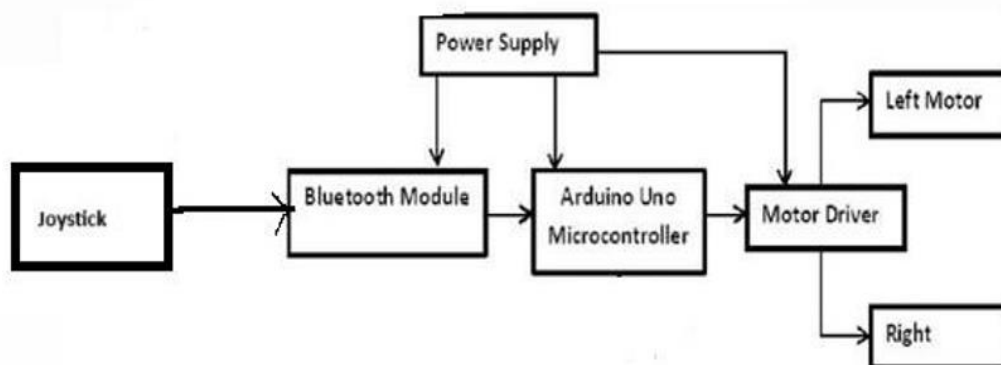 Power Supply
Left Motor
Joystick
Bluetooth Module
Arduino Uno
Microcontroller
Motor Driver
Right